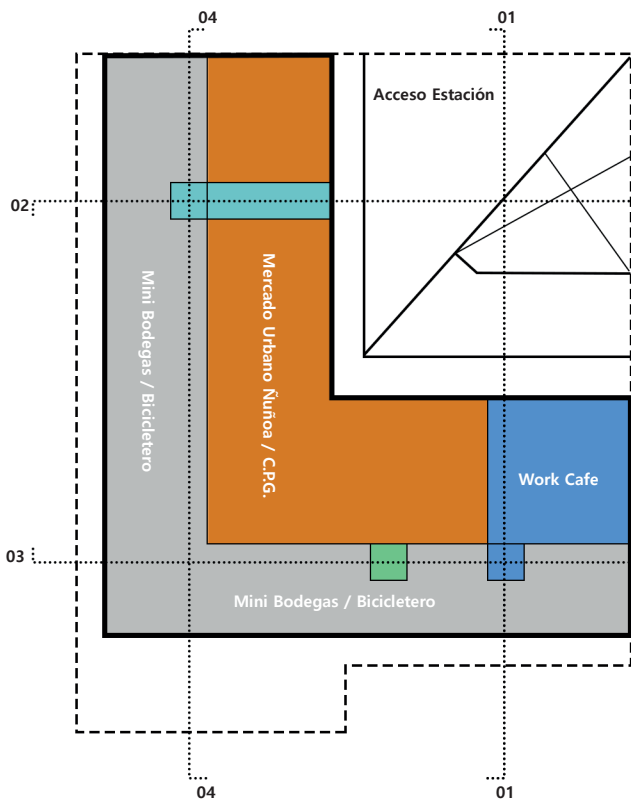 04
01
Acceso Estación
02
Mini Bodegas / Bicicletero
Mercado Urbano Ñuñoa / C.P.G.
Work Cafe
03
Mini Bodegas / Bicicletero
04
01